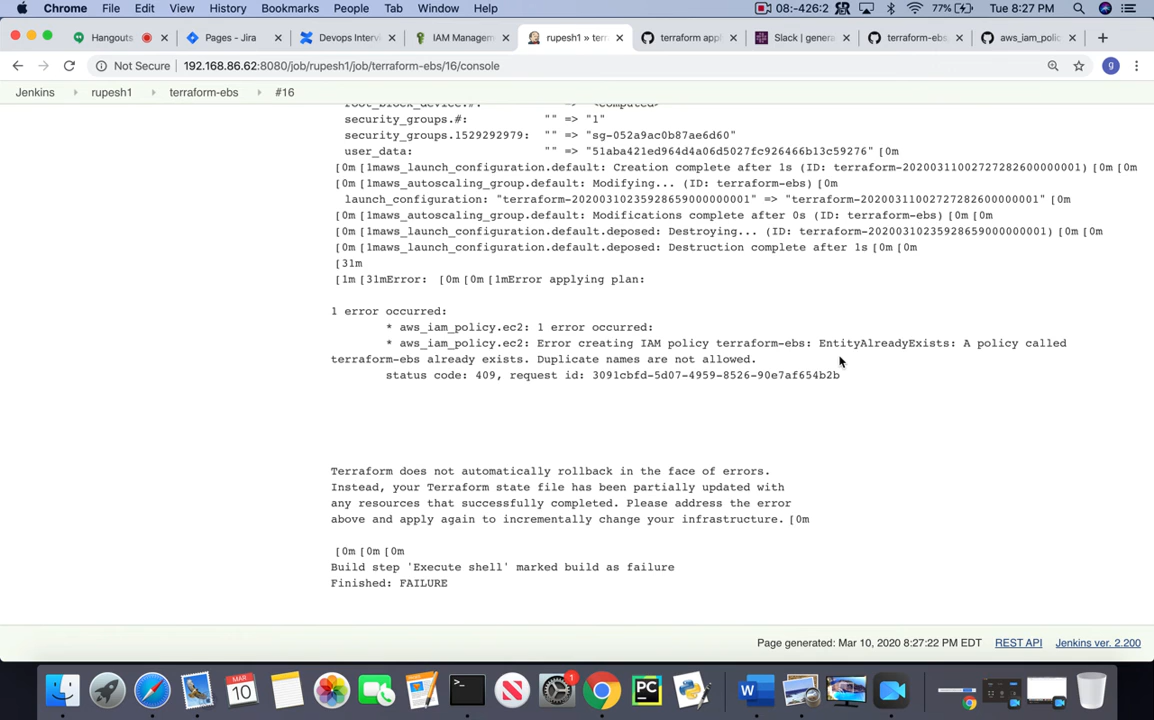 Chrome File Edit View History Bookmarks People Tab Window Help 08:-426:2 77% Tue 8:27 PM
Hangouts Pages - Jira Devops Intervi IAM Managem rupesh1 » terr terraform appl Slack | genera terraform-ebs, aws_iam_polic
Not Secure 192.168.86.62:8080/job/rupesh1/job/terraform-ebs/16/console g
Jenkins rupesh1 terraform-ebs #16
root_block_device.#: "" => <computed>
security_groups.#: "" => "1"
security_groups.1529292979: "" => "sg-052a9ac0b87ae6d60"
user_data: "" => "51aba421ed964d4a06d5027fc926466b13c59276" [0m
[0m [1maws_launch_configuration.default: Creation complete after 1s (ID: terraform-20200311002727282600000001) [0m [0m
[0m [1maws_autoscaling_group.default: Modifying... (ID: terraform-ebs) [0m
launch_configuration: "terraform-20200310235928659000000001" => "terraform-20200311002727282600000001" [0m
[0m [1maws_autoscaling_group.default: Modifications complete after 0s (ID: terraform-ebs) [0m [0m
[0m [1maws_launch_configuration.default.deposed: Destroying... (ID: terraform-20200310235928659000000001) [0m [0m
[0m [1maws_launch_configuration.default.deposed: Destruction complete after 1s [0m [0m
[31m
[1m [31mError: [0m [0m [1mError applying plan:
1 error occurred:
* aws_iam_policy.ec2: 1 error occurred:
* aws_iam_policy.ec2: Error creating IAM policy terraform-ebs: EntityAlreadyExists: A policy called
terraform-ebs already exists. Duplicate names are not allowed.
status code: 409, request id: 3091cbfd-5d07-4959-8526-90e7af654b2b
Terraform does not automatically rollback in the face of errors.
Instead, your Terraform state file has been partially updated with
any resources that successfully completed. Please address the error
above and apply again to incrementally change your infrastructure. [0m
[0m [0m [0m
Build step 'Execute shell' marked build as failure
Finished: FAILURE
Page generated: Mar 10, 2020 8:27:22 PM EDT REST API Jenkins ver. 2.200
MAR
10
1
PC
W